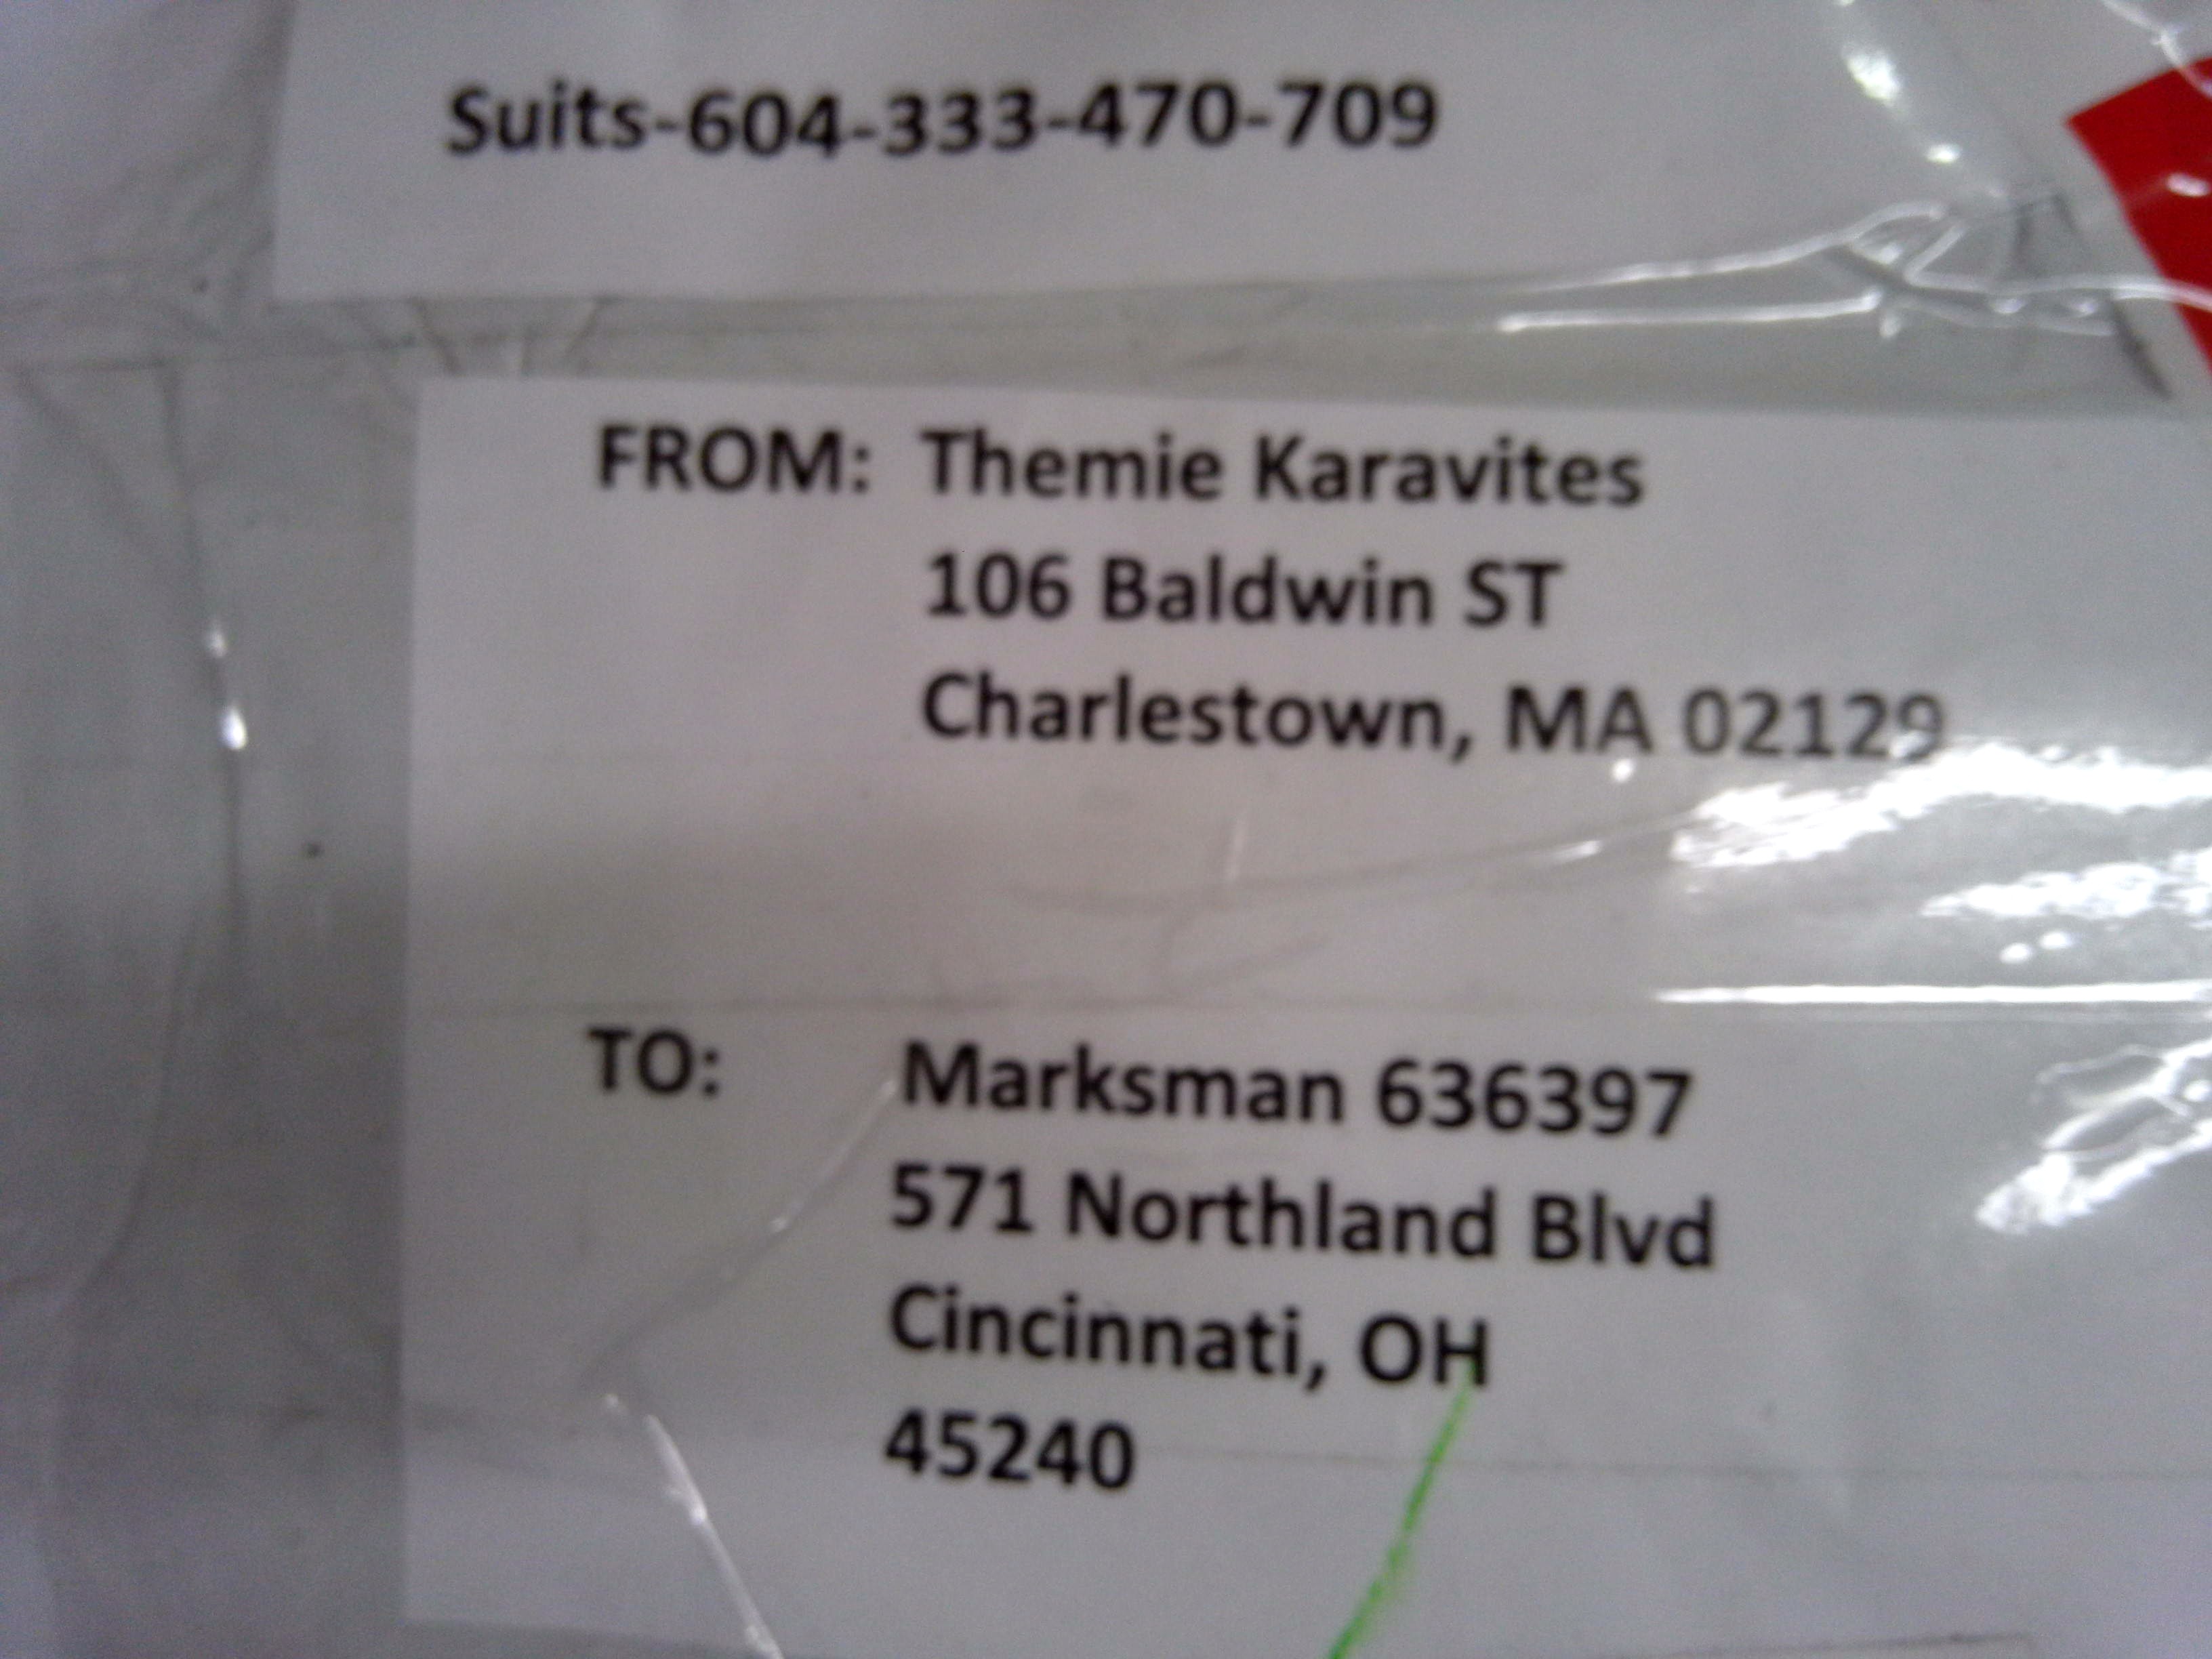 Suits-604-333-470-709
FROM: Themie Karavites
106 Baldwin ST
Charlestown, MA 02129
TO: Marksman 636397
571 Northland Blvd
Cincinnati, OH
45240